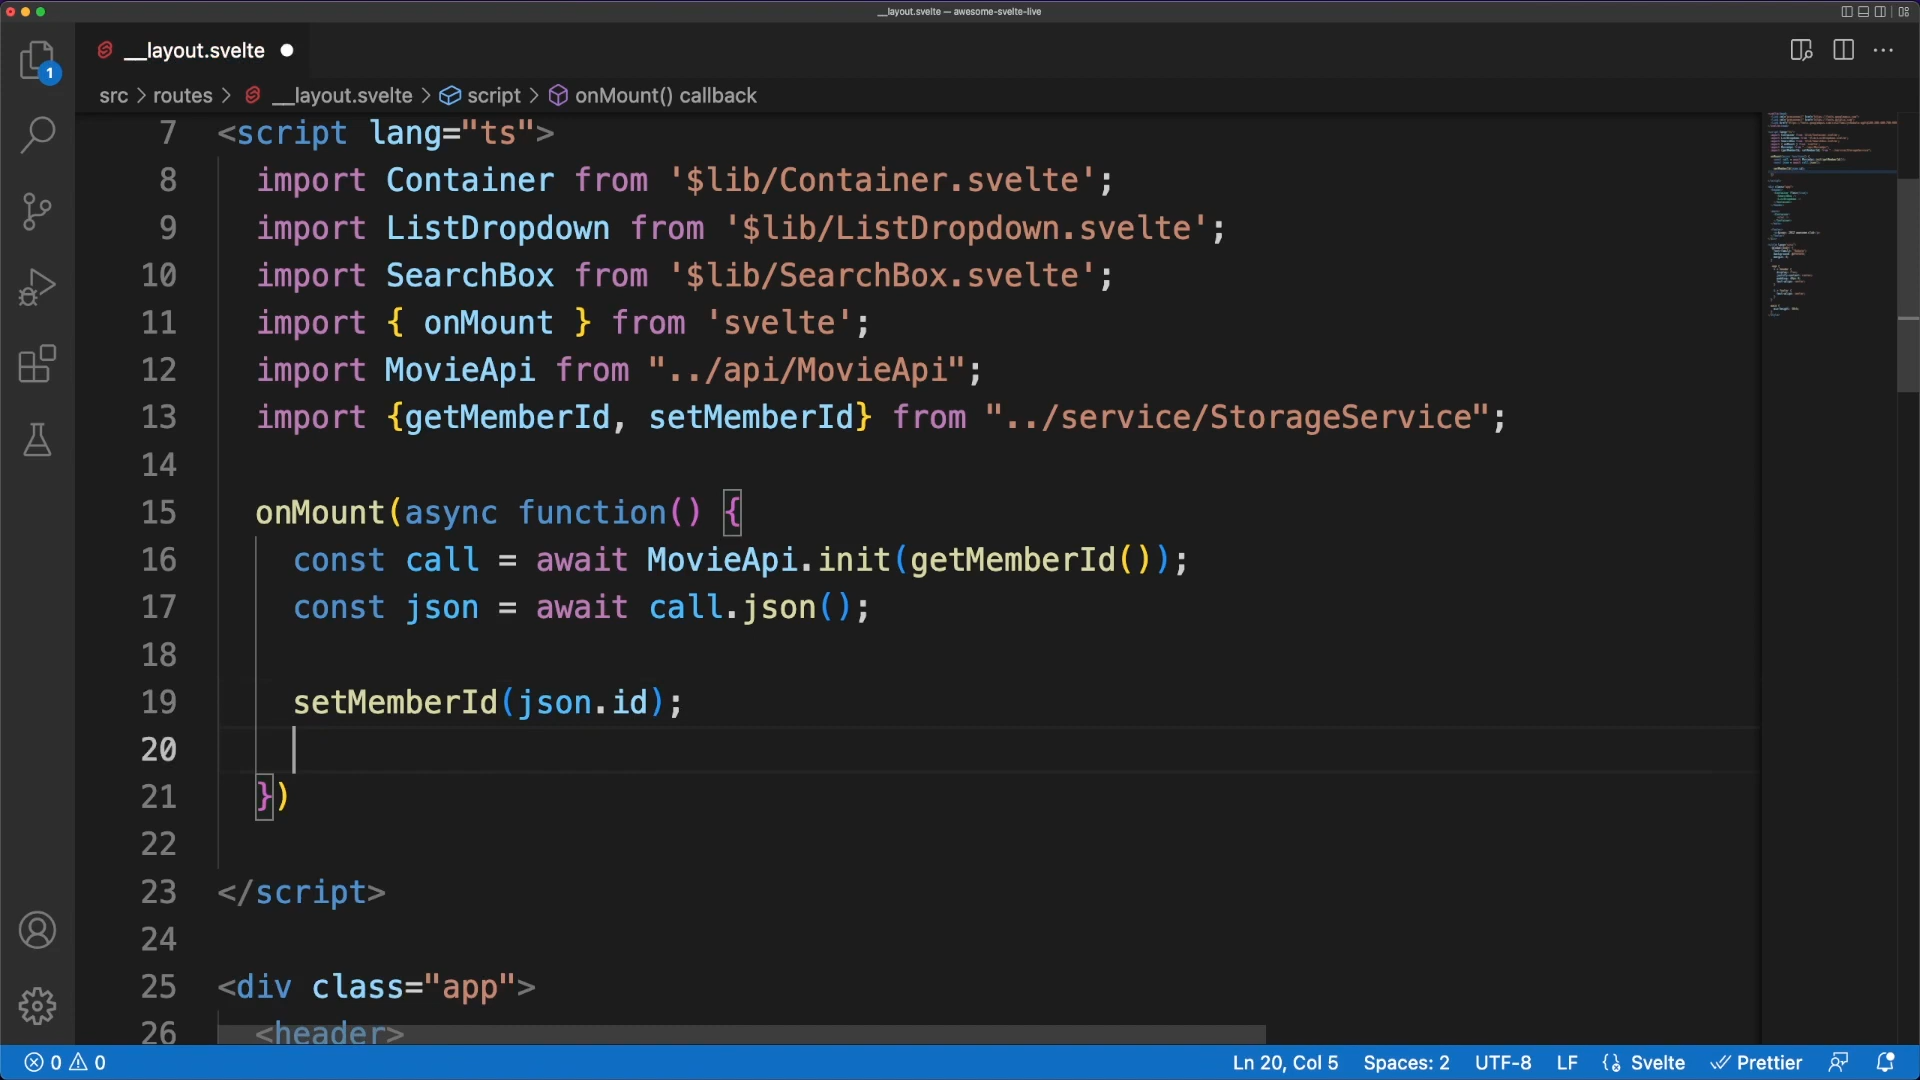 __layout.svelte — awesome-svelte-live
__layout.svelte
1
src > routes > __layout.svelte > script > onMount() callback
7 <script lang="ts">
8 import Container from '$lib/Container.svelte';
9 import ListDropdown from '$lib/ListDropdown.svelte';
10 import SearchBox from '$lib/SearchBox.svelte';
11 import { onMount } from 'svelte';
12 import MovieApi from "../api/MovieApi";
13 import {getMemberId, setMemberId} from "../service/StorageService";
14
15 onMount(async function() {
16 const call = await MovieApi.init(getMemberId());
17 const json = await call.json();
18
19 setMemberId(json.id);
20
21 })
22
23 </script>
24
25 <div class="app">
26 <header>
0 0 Ln 20, Col 5 Spaces: 2 UTF-8 LF Svelte Prettier